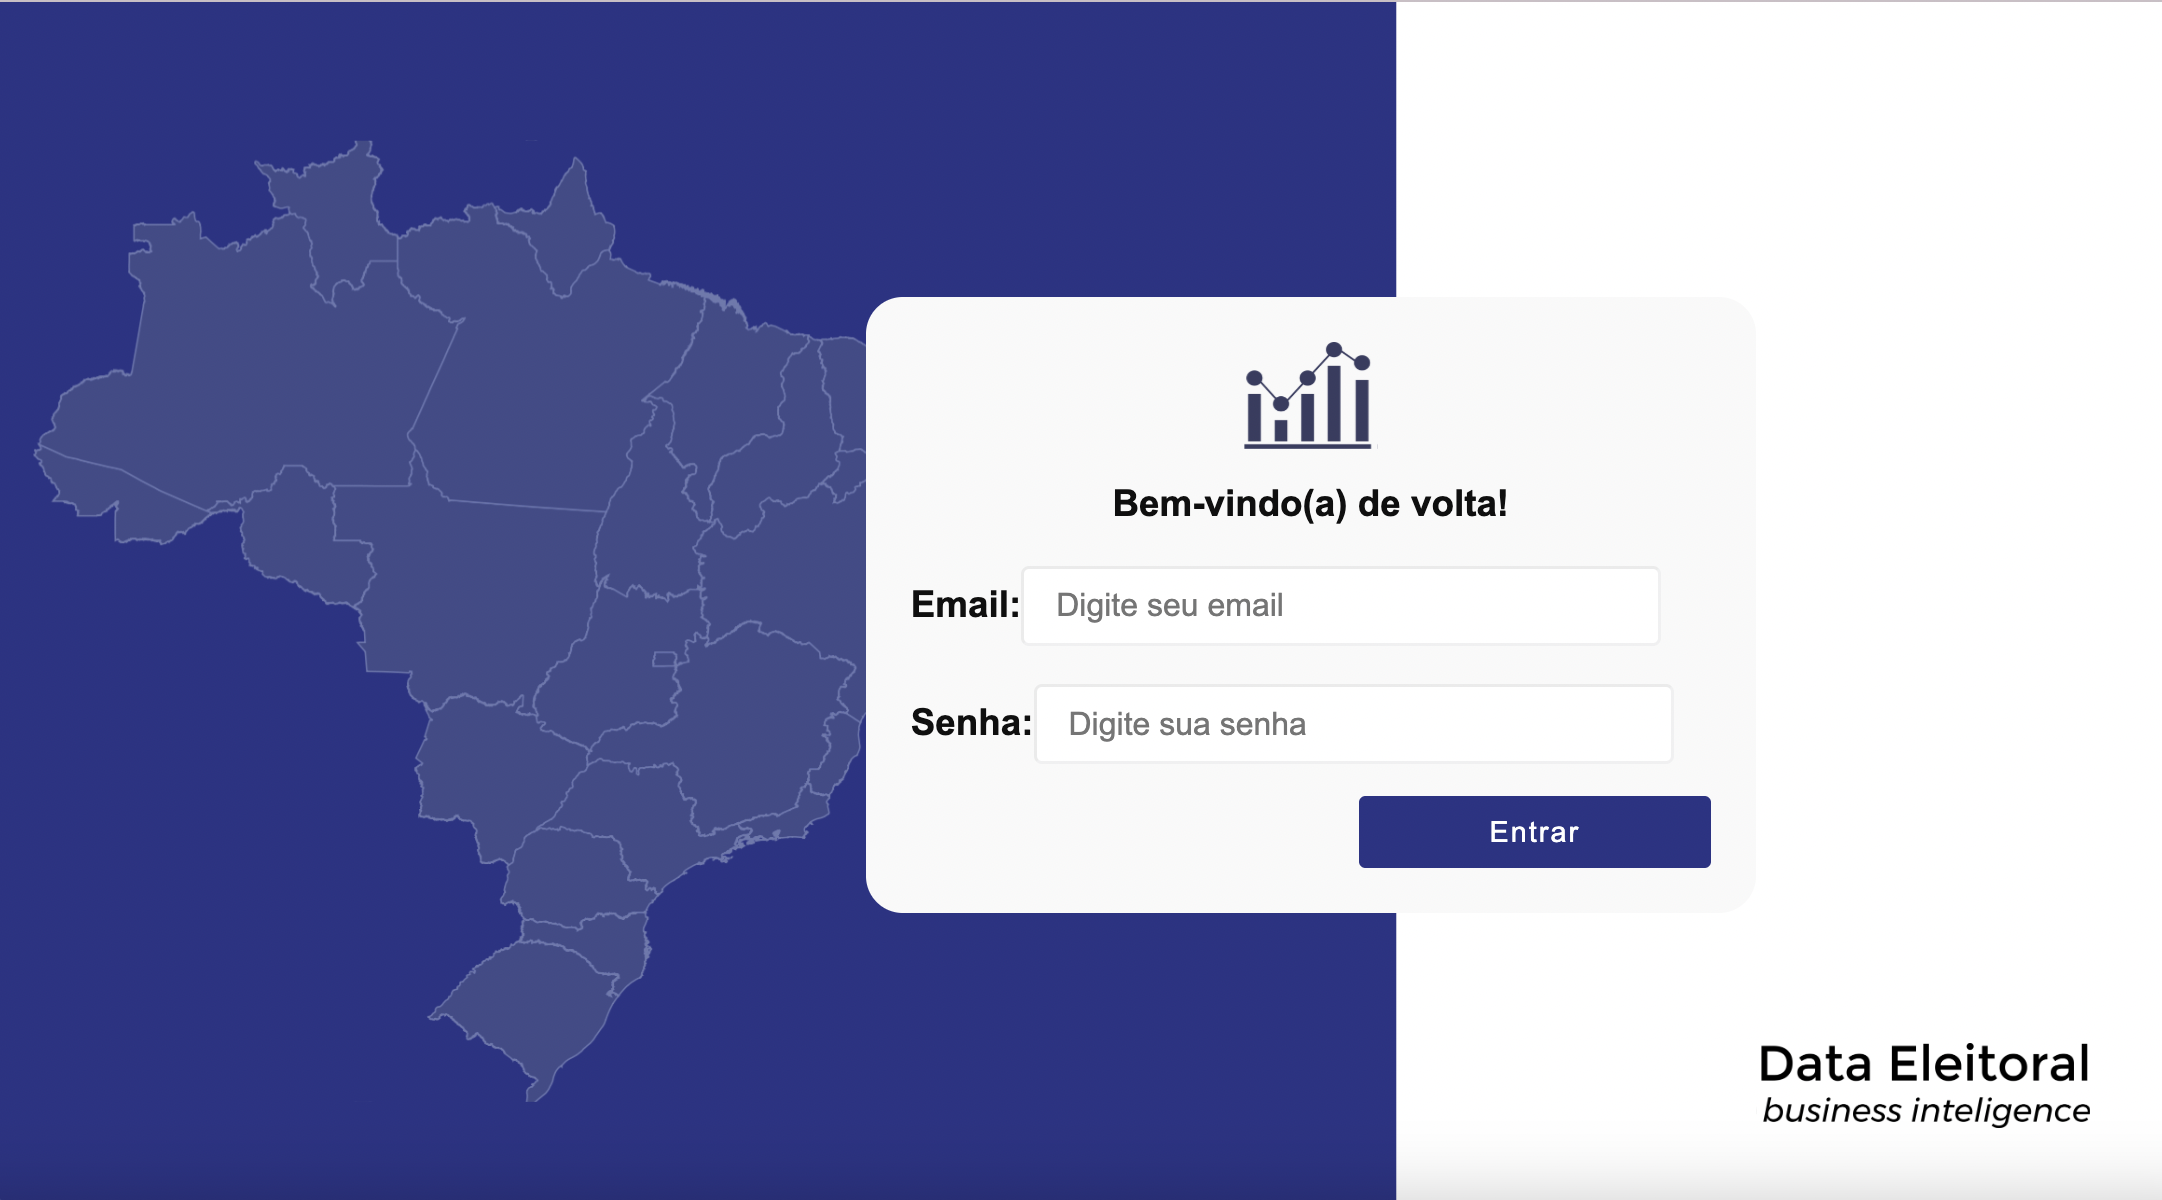 Bem-vindo(a) de volta!
Email: Digite seu email
Senha: Digite sua senha
Entrar
Data Eleitoral
business inteligence